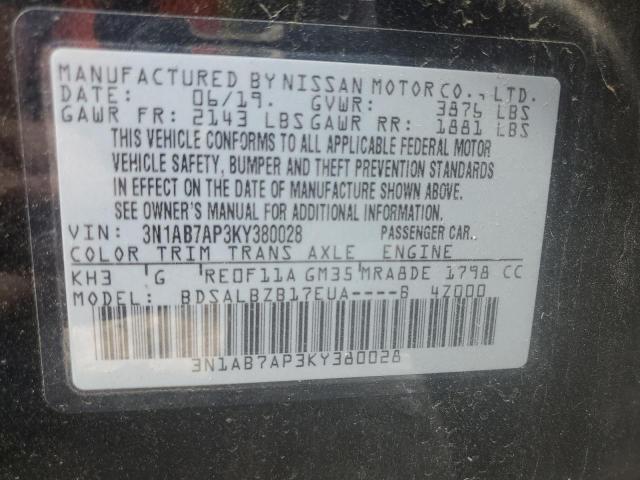 MANUFACTURED BY NISSAN MOTOR CO., LTD.
DATE: 06/19. GVWR: 3876 LBS
GAWR FR: 2143 LBS GAWR RR: 1881 LBS
THIS VEHICLE CONFORMS TO ALL APPLICABLE FEDERAL MOTOR
VEHICLE SAFETY, BUMPER AND THEFT PREVENTION STANDARDS
IN EFFECT ON THE DATE OF MANUFACTURE SHOWN ABOVE.
SEE OWNER'S MANUAL FOR ADDITIONAL INFORMATION.
VIN: 3N1AB7AP3KY380028 PASSENGER CAR.
COLOR TRIM TRANS AXLE ENGINE
KH3 G RE0F11A GM35 MRA8DE 1798 CC
MODEL: BDSALBZB17EUA----B 4Z000
3N1AB7AP3KY380028